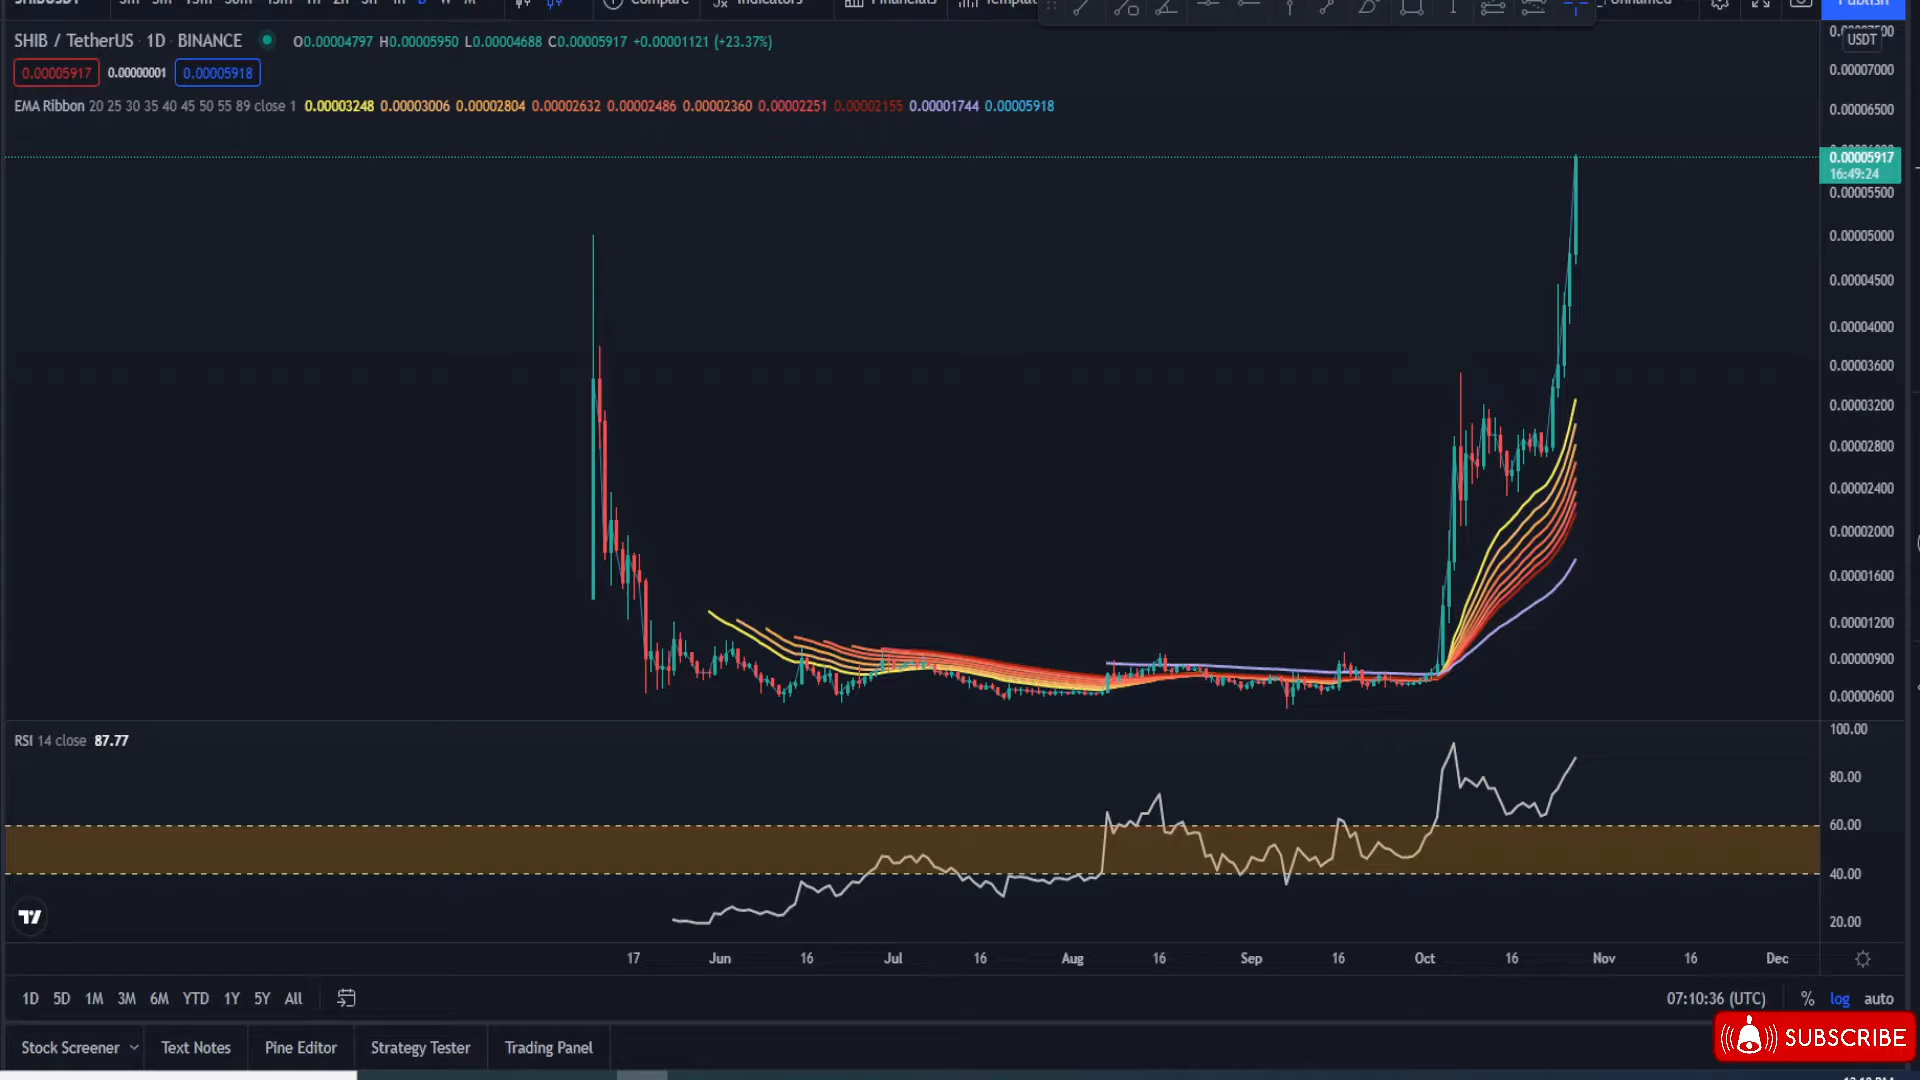 SHIB / TetherUS · 1D · BINANCE O0.00004797 H0.00005950 L0.00004688 C0.00005917 +0.00001121 (+23.37%)
0.00005917 0.00000001 0.00005918
EMA Ribbon 20 25 30 35 40 45 50 55 89 close 1 0.00003248 0.00003006 0.00002804 0.00002632 0.00002486 0.00002360 0.00002251 0.00002155 0.00001744 0.00005918
USDT
0.00007000
0.00006500
0.00005917
16:49:24
0.00005500
0.00005000
0.00004500
0.00004000
0.00003600
0.00003200
0.00002800
0.00002400
0.00002000
0.00001600
0.00001200
0.00000900
0.00000600
RSI 14 close 87.77
100.00
80.00
60.00
40.00
20.00
17 Jun 16 Jul 16 Aug 16 Sep 16 Oct 16 Nov 16 Dec
1D 5D 1M 3M 6M YTD 1Y 5Y All 07:10:36 (UTC) % log auto
SUBSCRIBE
Stock Screener Text Notes Pine Editor Strategy Tester Trading Panel